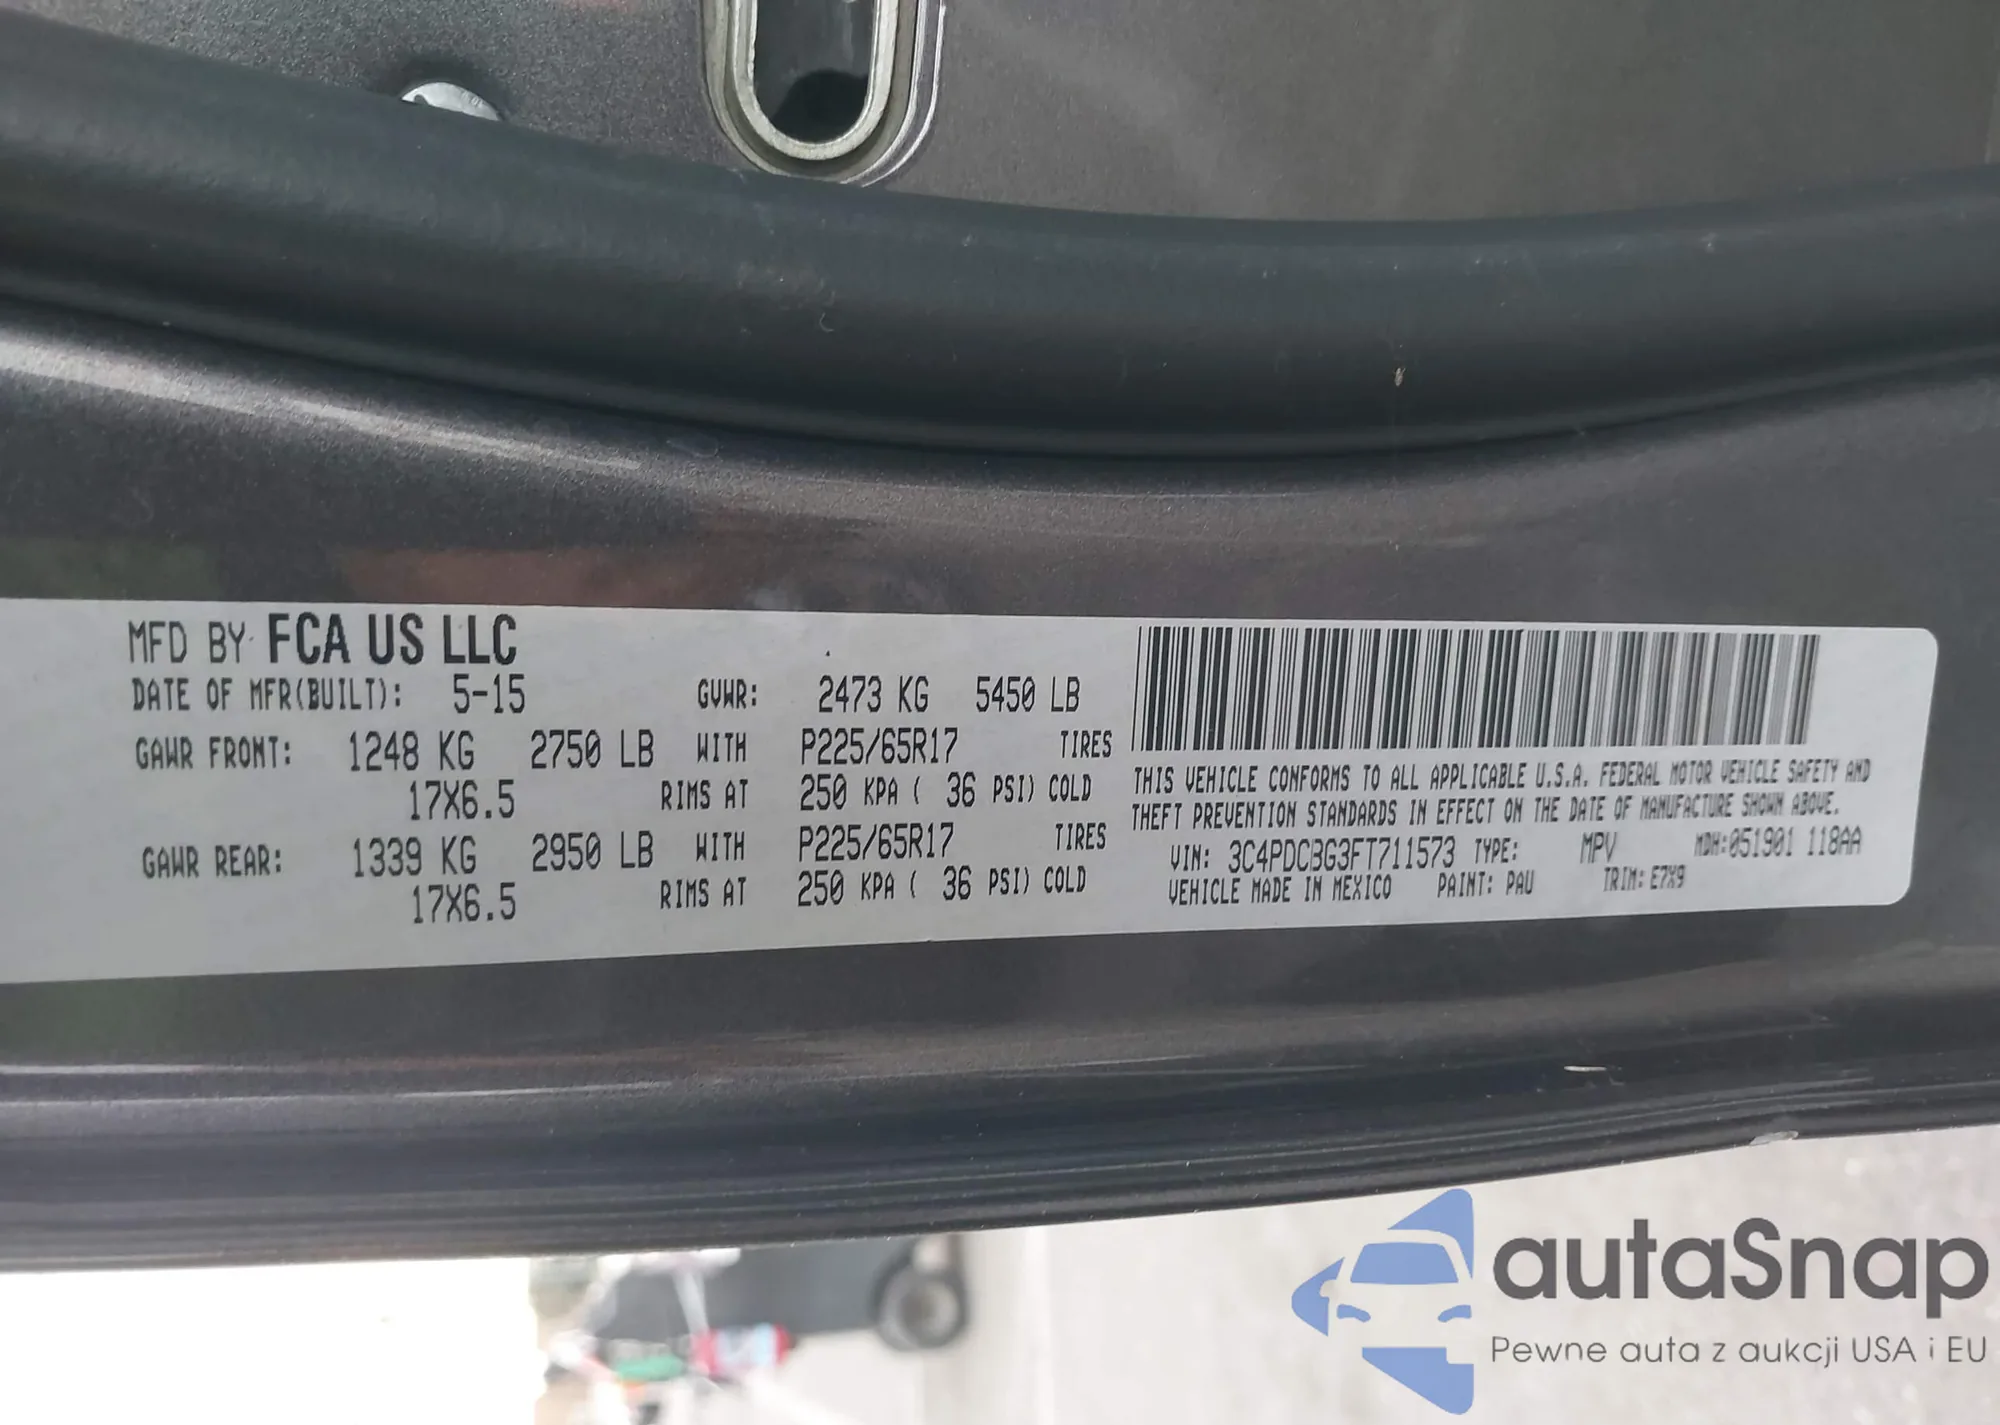 MFD BY FCA US LLC
DATE OF MFR(BUILT): 5-15 GVWR: 2473 KG 5450 LB
GAWR FRONT: 1248 KG 2750 LB WITH P225/65R17 TIRES
17X6.5 RIMS AT 250 KPA ( 36 PSI) COLD
GAWR REAR: 1339 KG 2950 LB WITH P225/65R17 TIRES
17X6.5 RIMS AT 250 KPA ( 36 PSI) COLD
THIS VEHICLE CONFORMS TO ALL APPLICABLE U.S.A. FEDERAL MOTOR VEHICLE SAFETY AND
THEFT PREVENTION STANDARDS IN EFFECT ON THE DATE OF MANUFACTURE SHOWN ABOVE.
VIN: 3C4PDCBG3FT711573 TYPE: MPV MDH:051901 118AA
VEHICLE MADE IN MEXICO PAINT: PAU TRIM: E7X9
autaSnap
Pewne auta z aukcji USA i EU